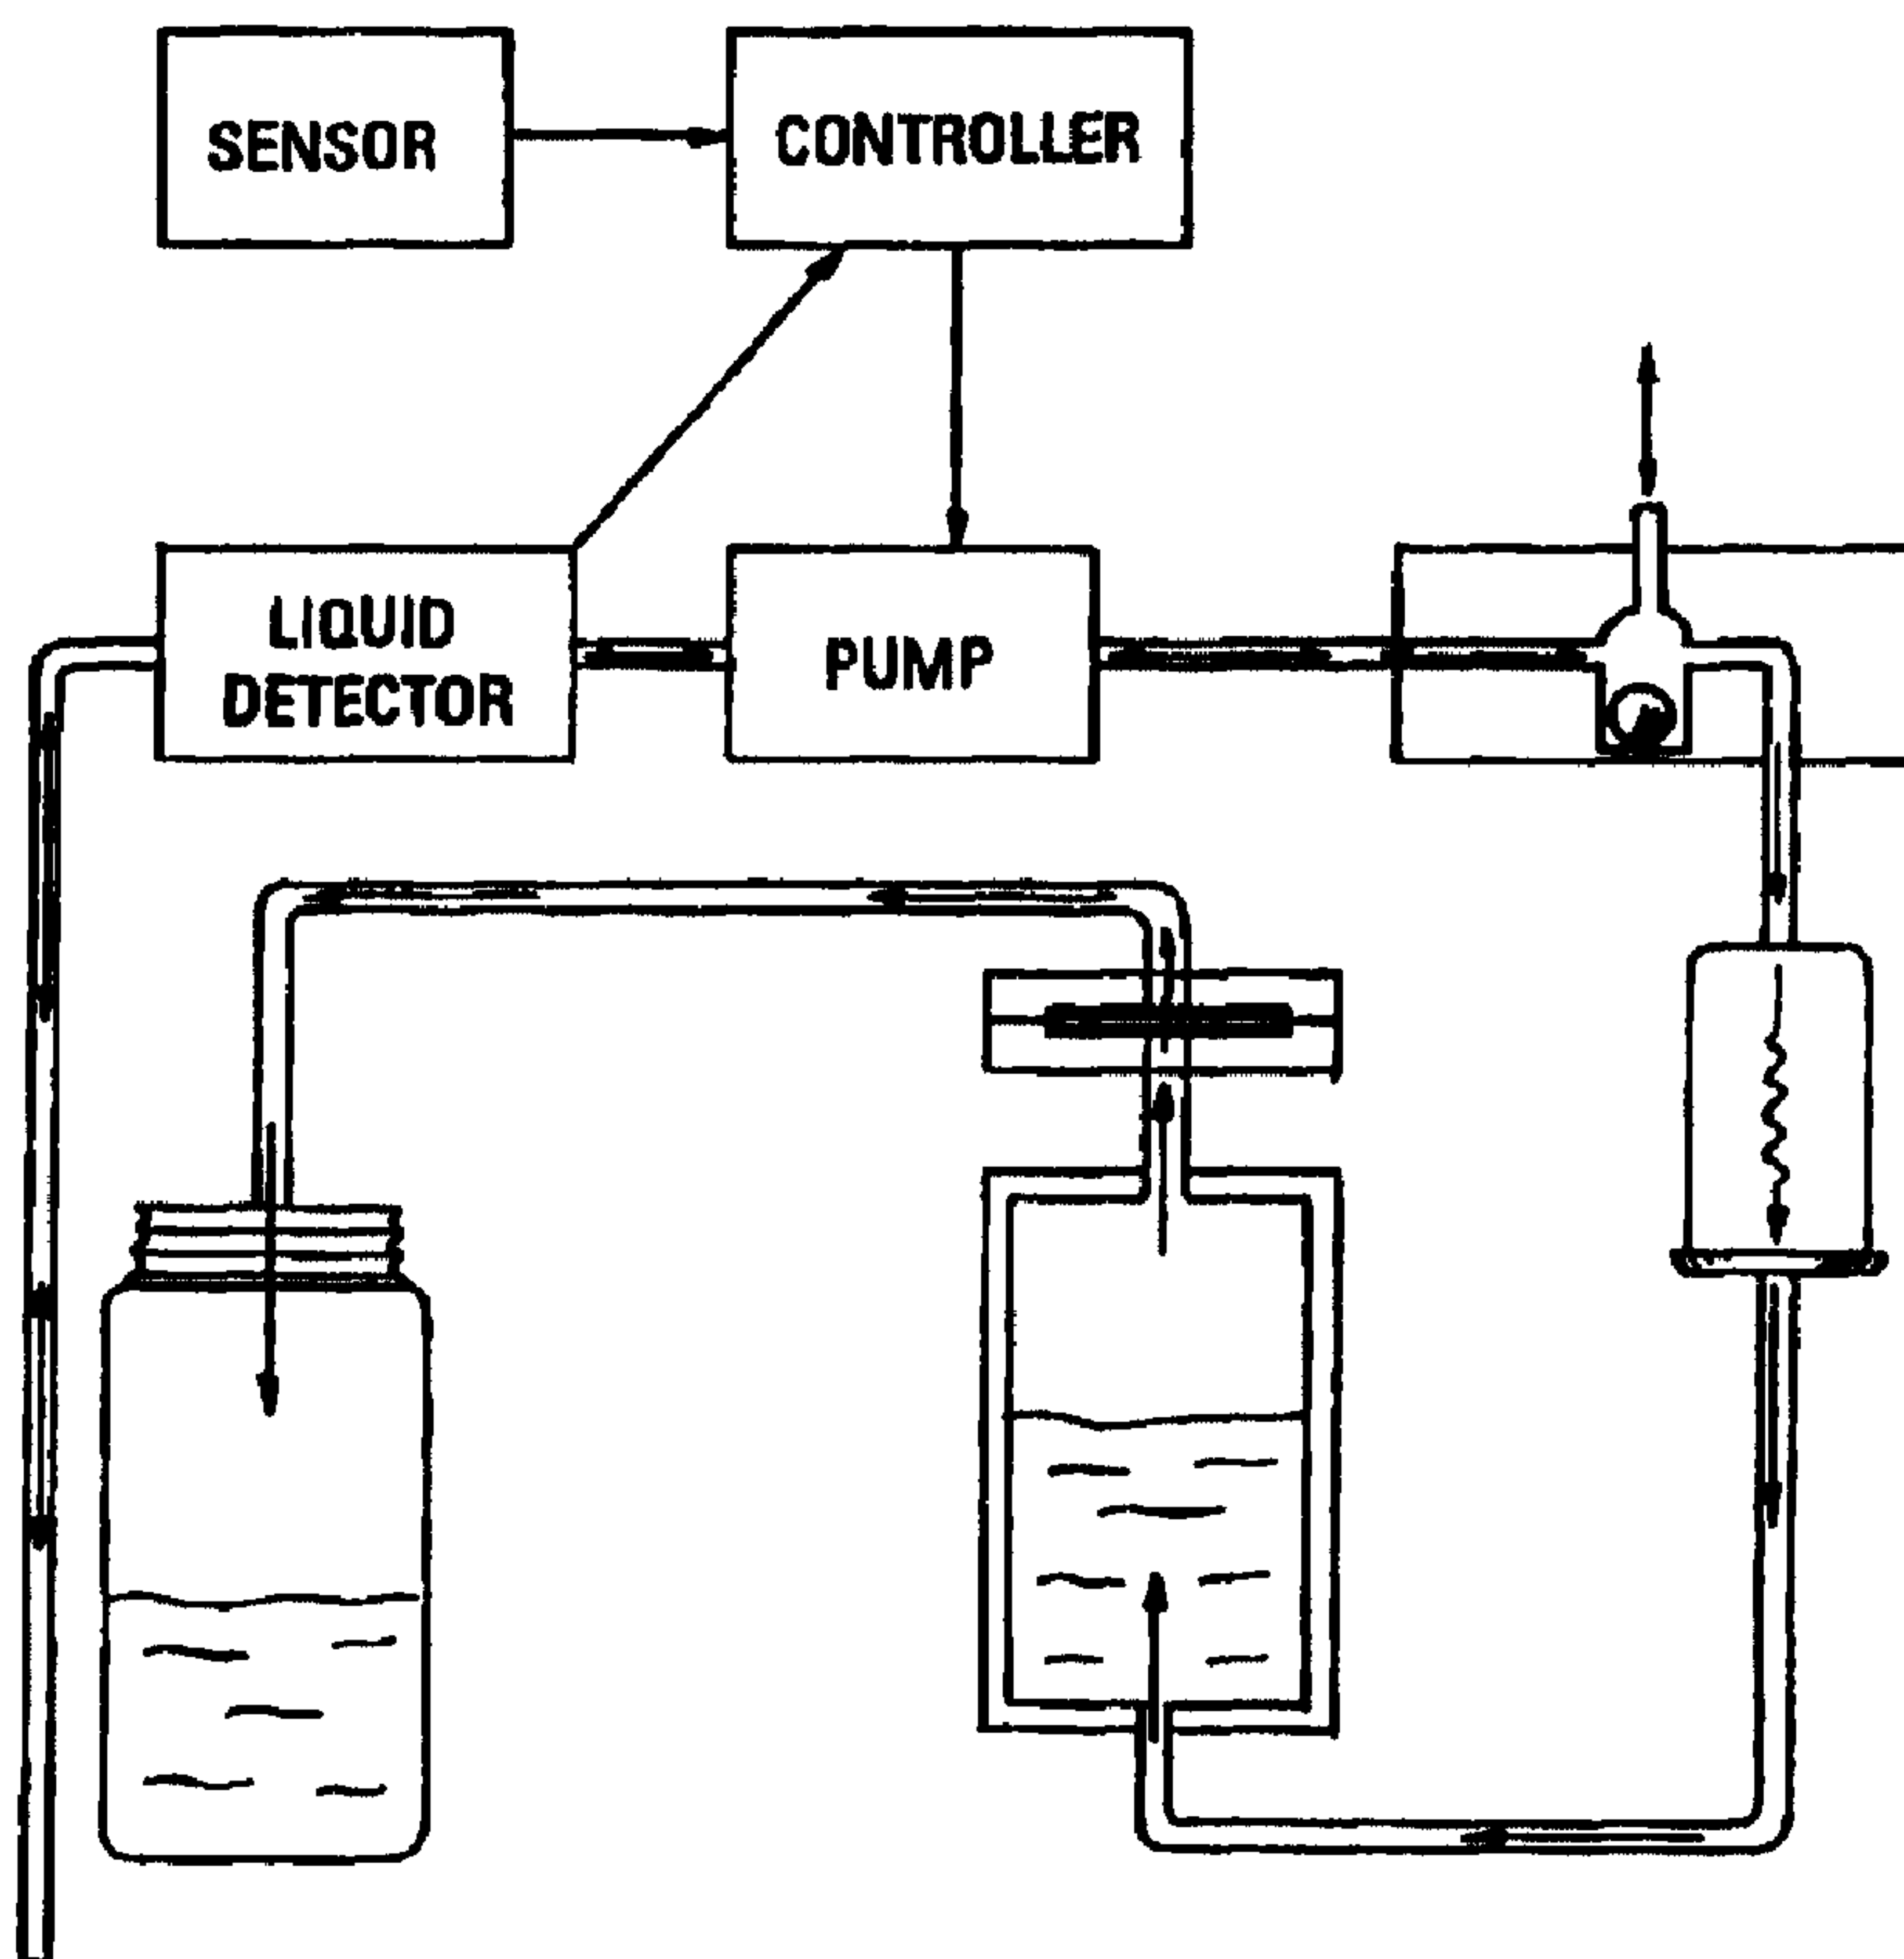 SENSOR
CONTROLLER
LIQUID
DETECTOR
PUMP